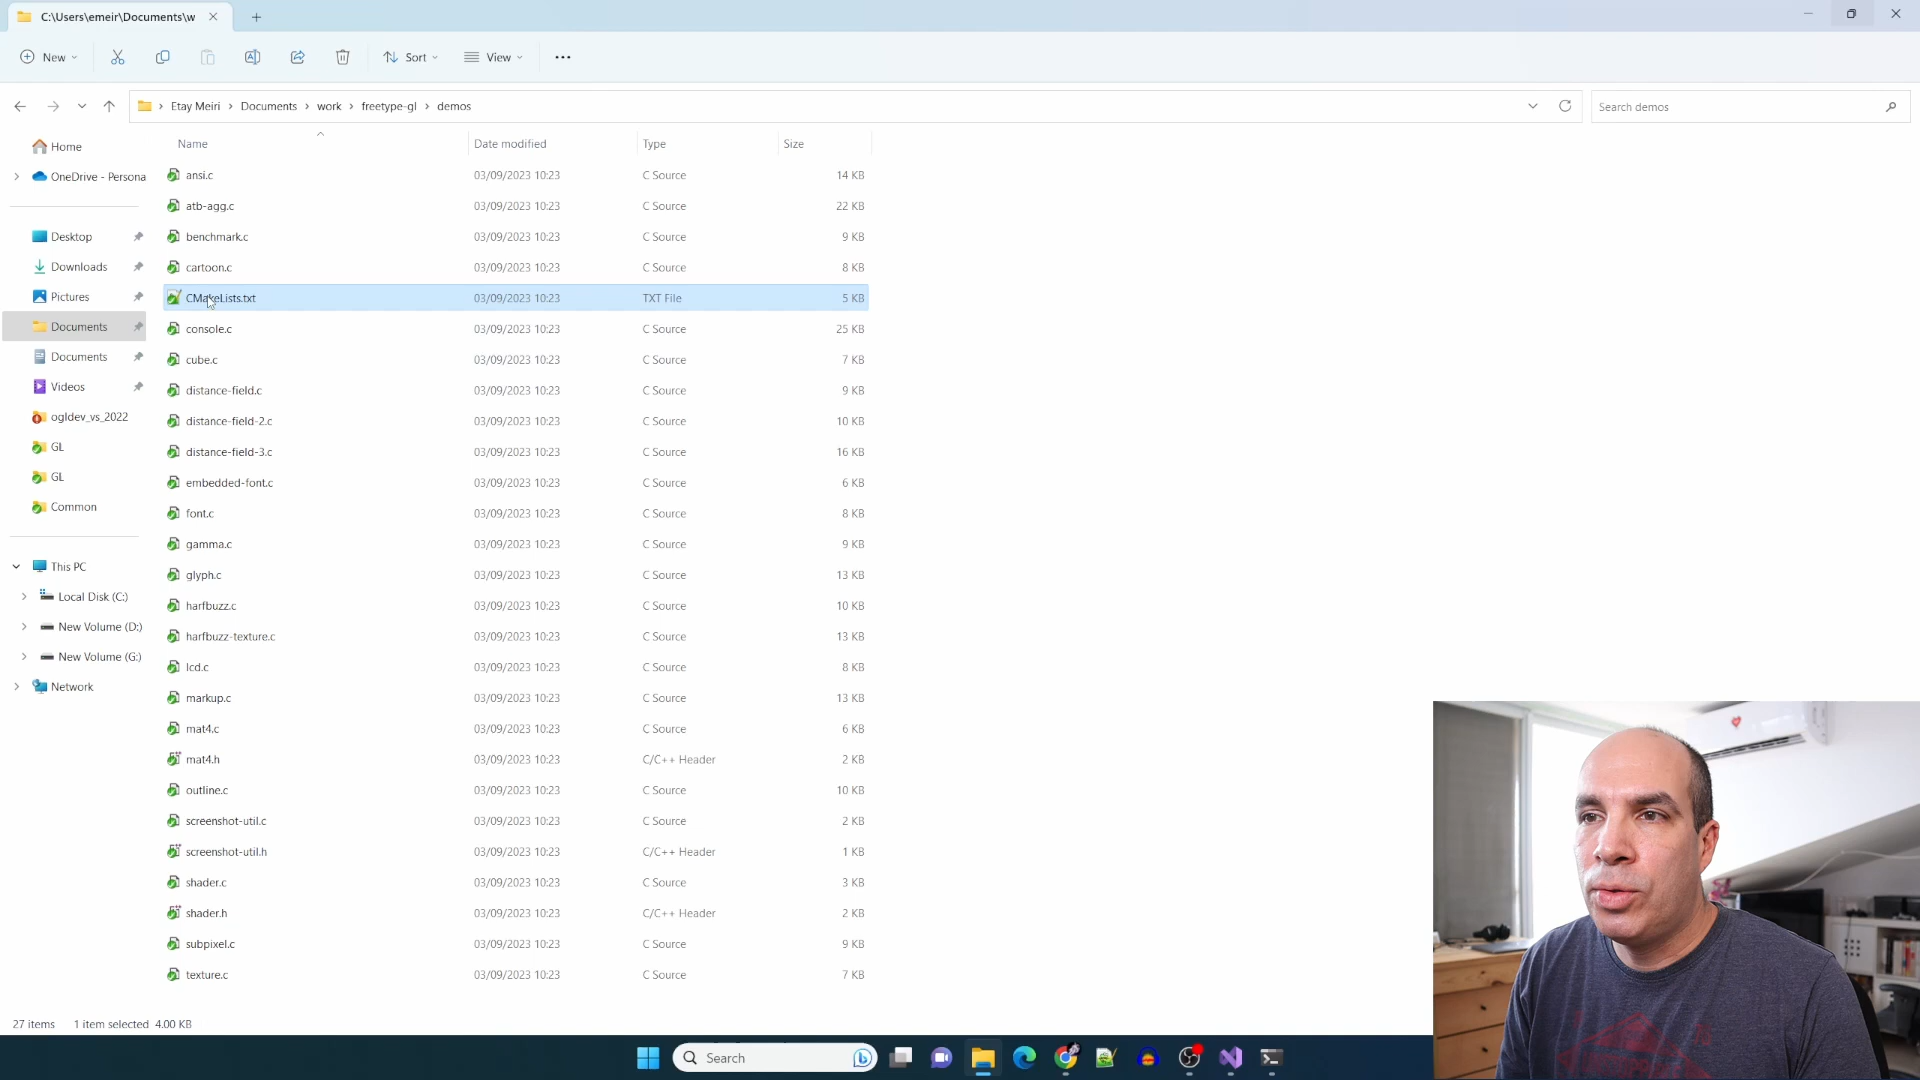 C:\Users\emeir\Documents\w
New
Sort
View
Etay Meiri
Documents
work
freetype-gl
demos
Search demos
Name
Date modified
Type
Size
Home
OneDrive - Persona
Desktop
Downloads
Pictures
Documents
Documents
Videos
ogldev_vs_2022
GL
GL
Common
This PC
Local Disk (C:)
New Volume (D:)
New Volume (G:)
Network
ansi.c 03/09/2023 10:23 C Source 14 KB
atb-agg.c 03/09/2023 10:23 C Source 22 KB
benchmark.c 03/09/2023 10:23 C Source 9 KB
cartoon.c 03/09/2023 10:23 C Source 8 KB
CMakeLists.txt 03/09/2023 10:23 TXT File 5 KB
console.c 03/09/2023 10:23 C Source 25 KB
cube.c 03/09/2023 10:23 C Source 7 KB
distance-field.c 03/09/2023 10:23 C Source 9 KB
distance-field-2.c 03/09/2023 10:23 C Source 10 KB
distance-field-3.c 03/09/2023 10:23 C Source 16 KB
embedded-font.c 03/09/2023 10:23 C Source 6 KB
font.c 03/09/2023 10:23 C Source 8 KB
gamma.c 03/09/2023 10:23 C Source 9 KB
glyph.c 03/09/2023 10:23 C Source 13 KB
harfbuzz.c 03/09/2023 10:23 C Source 10 KB
harfbuzz-texture.c 03/09/2023 10:23 C Source 13 KB
lcd.c 03/09/2023 10:23 C Source 8 KB
markup.c 03/09/2023 10:23 C Source 13 KB
mat4.c 03/09/2023 10:23 C Source 6 KB
mat4.h 03/09/2023 10:23 C/C++ Header 2 KB
outline.c 03/09/2023 10:23 C Source 10 KB
screenshot-util.c 03/09/2023 10:23 C Source 2 KB
screenshot-util.h 03/09/2023 10:23 C/C++ Header 1 KB
shader.c 03/09/2023 10:23 C Source 3 KB
shader.h 03/09/2023 10:23 C/C++ Header 2 KB
subpixel.c 03/09/2023 10:23 C Source 9 KB
texture.c 03/09/2023 10:23 C Source 7 KB
27 items
1 item selected 4.00 KB
Search